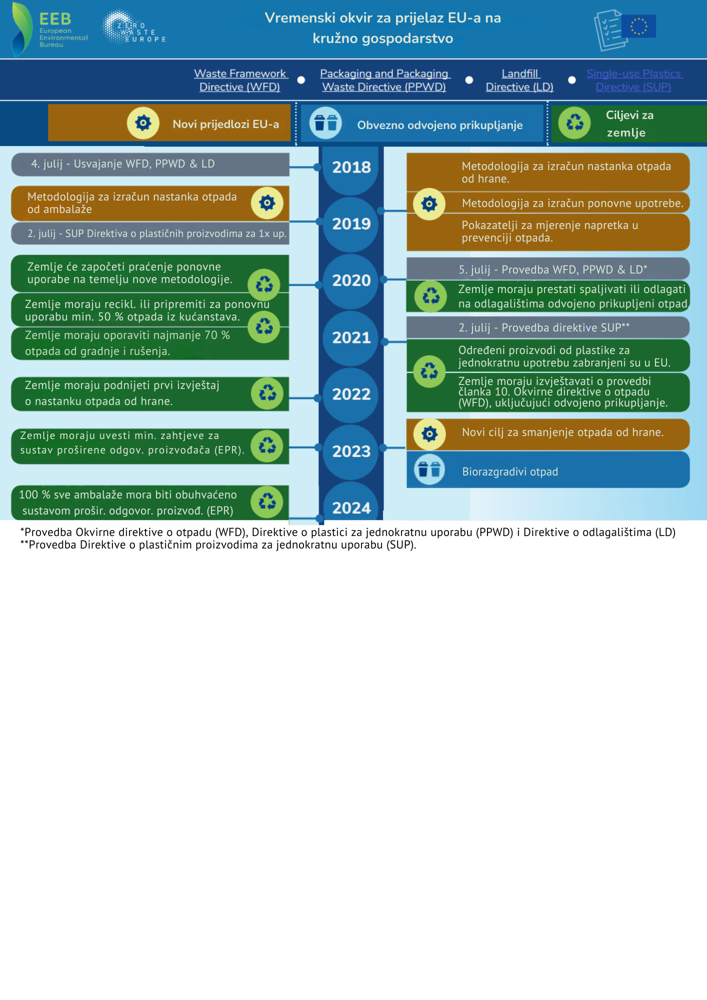 EEB
European
Environmental
Bureau
ZERO
WASTE
EUROPE
Vremenski okvir za prijelaz EU-a na
kružno gospodarstvo
Waste Framework
Directive (WFD)
Packaging and Packaging
Waste Directive (PPWD)
Landfill
Directive (LD)
Single-use Plastics
Directive (SUP)
Novi prijedlozi EU-a
Obvezno odvojeno prikupljanje
Ciljevi za
zemlje
4. julij - Usvajanje WFD, PPWD & LD
2018
Metodologija za izračun nastanka otpada
od hrane.
Metodologija za izračun nastanka otpada
od ambalaže
Metodologija za izračun ponovne upotrebe.
2019
Pokazatelji za mjerenje napretka u
prevenciji otpada.
2. julij - SUP Direktiva o plastičnih proizvodima za 1x up.
Zemlje će započeti praćenje ponovne
uporabe na temelju nove metodologije.
2020
5. julij - Provedba WFD, PPWD & LD*
Zemlje moraju prestati spaljivati ili odlagati
na odlagalištima odvojeno prikupljeni otpad.
Zemlje moraju recikl. ili pripremiti za ponovnu
uporabu min. 50 % otpada iz kućanstava.
Zemlje moraju oporaviti najmanje 70 %
otpada od gradnje i rušenja.
2021
2. julij - Provedba direktive SUP**
Određeni proizvodi od plastike za
jednokratnu upotrebu zabranjeni su u EU.
Zemlje moraju izvještavati o provedbi
članka 10. Okvirne direktive o otpadu
(WFD), uključujući odvojeno prikupljanje.
Zemlje moraju podnijeti prvi izvještaj
o nastanku otpada od hrane.
2022
Zemlje moraju uvesti min. zahtjeve za
sustav proširene odgov. proizvođača (EPR).
2023
Novi cilj za smanjenje otpada od hrane.
Biorazgradivi otpad
100 % sve ambalaže mora biti obuhvaćeno
sustavom prošir. odgovor. proizvođ. (EPR)
2024
*Provedba Okvirne direktive o otpadu (WFD), Direktive o plastici za jednokratnu uporabu (PPWD) i Direktive o odlagalištima (LD)
**Provedba Direktive o plastičnim proizvodima za jednokratnu uporabu (SUP).